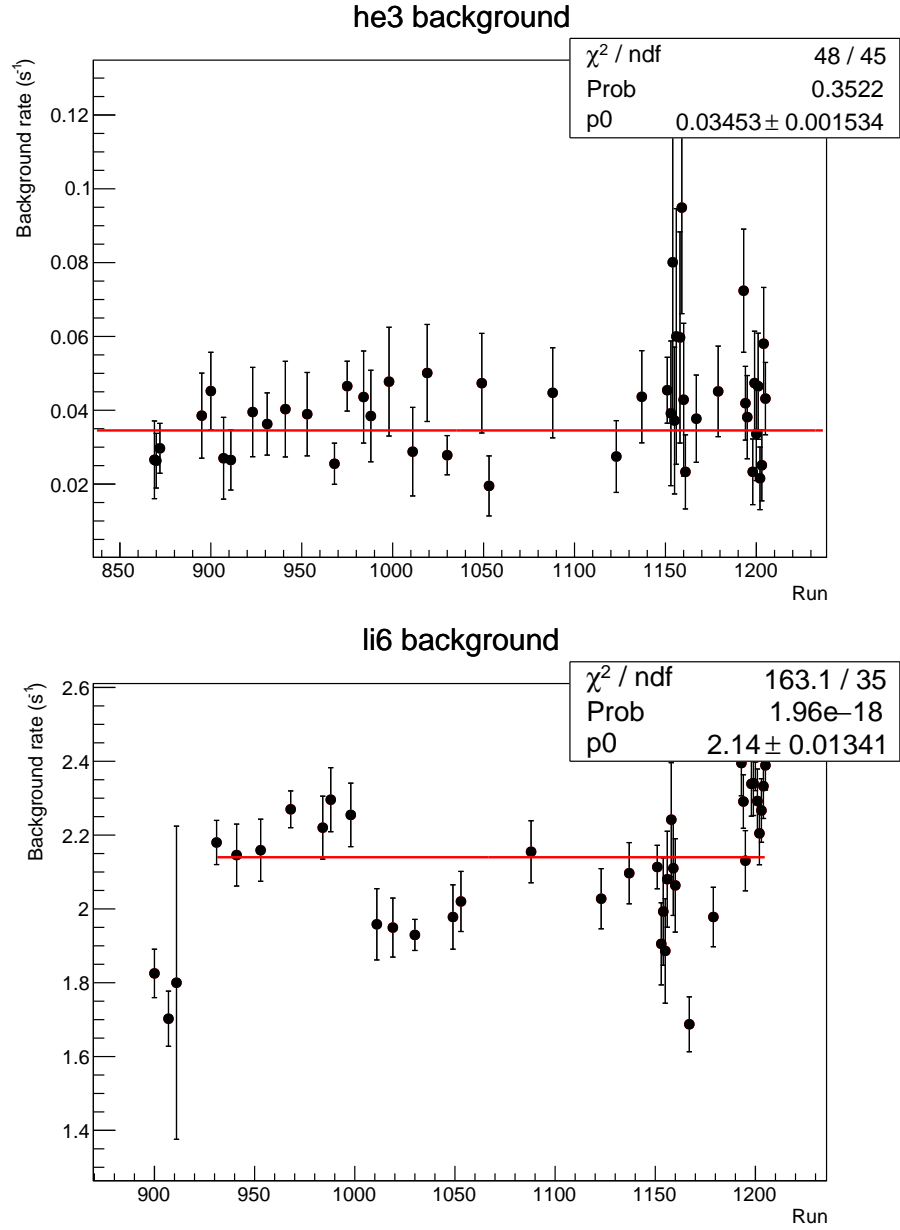 he3 background
χ² / ndf 48 / 45
Prob 0.3522
p0 0.03453 ± 0.001534
Background rate (s⁻¹)
0.12
0.1
0.08
0.06
0.04
0.02
850 900 950 1000 1050 1100 1150 1200
Run
li6 background
χ² / ndf 163.1 / 35
Prob 1.96e−18
p0 2.14 ± 0.01341
Background rate (s⁻¹)
2.6
2.4
2.2
2
1.8
1.6
1.4
900 950 1000 1050 1100 1150 1200
Run